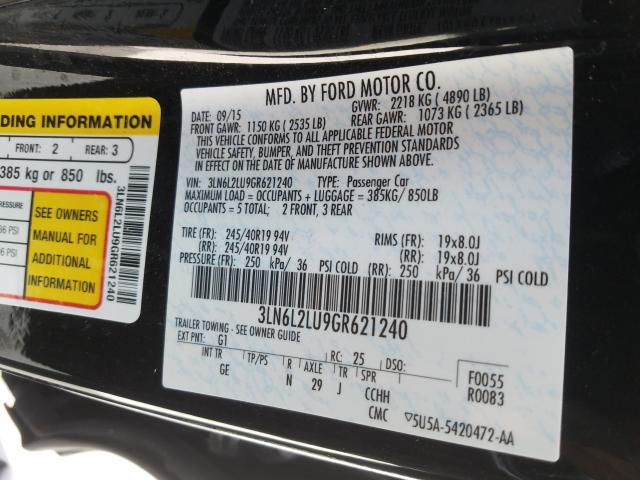 DING INFORMATION
FRONT: 2 REAR: 3
385 kg or 850 lbs.
SEE OWNERS
MANUAL FOR
ADDITIONAL
INFORMATION
3LN6L2LU9GR621240
MFD. BY FORD MOTOR CO.
DATE: 09/15 GVWR: 2218 KG ( 4890 LB)
FRONT GAWR: 1150 KG ( 2535 LB) REAR GAWR: 1073 KG ( 2365 LB)
THIS VEHICLE CONFORMS TO ALL APPLICABLE FEDERAL MOTOR
VEHICLE SAFETY, BUMPER, AND THEFT PREVENTION STANDARDS
IN EFFECT ON THE DATE OF MANUFACTURE SHOWN ABOVE.
VIN: 3LN6L2LU9GR621240 TYPE: Passenger Car
MAXIMUM LOAD = OCCUPANTS + LUGGAGE = 385KG/ 850LB
OCCUPANTS = 5 TOTAL; 2 FRONT, 3 REAR
TIRE (FR): 245/40R19 94V RIMS (FR): 19x8.0J
(RR): 245/40R19 94V (RR): 19x8.0J
PRESSURE (FR): 250 kPa/ 36 PSI COLD (RR): 250 kPa/ 36 PSI COLD
3LN6L2LU9GR621240
TRAILER TOWING - SEE OWNER GUIDE
EXT PNT: G1 RC: 25 DSO:
INT TR TP/PS R AXLE TR SPR
GE N 29 J CCHH
CMC
F0055
R0083
▽5U5A-5420472-AA